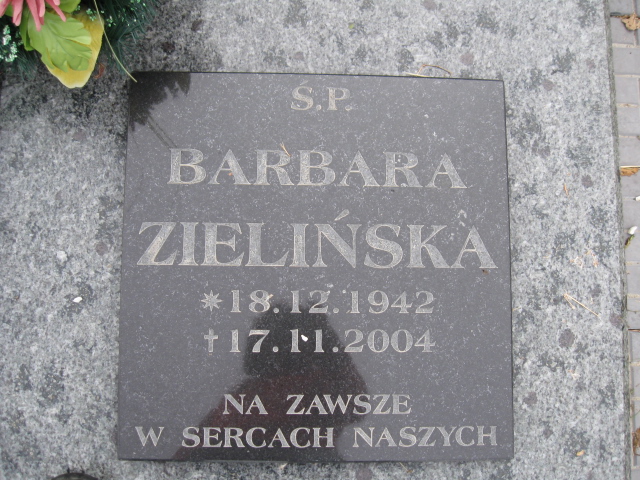 Ś.P.
BARBARA
ZIELIŃSKA
✴18.12.1942
†17.11.2004
NA ZAWSZE
W SERCACH NASZYCH